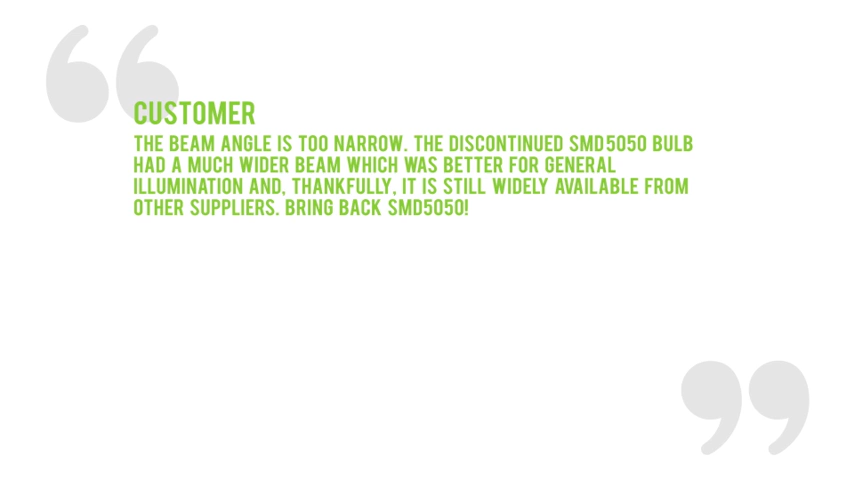 CUSTOMER
THE BEAM ANGLE IS TOO NARROW. THE DISCONTINUED SMD5050 BULB
HAD A MUCH WIDER BEAM WHICH WAS BETTER FOR GENERAL
ILLUMINATION AND, THANKFULLY, IT IS STILL WIDELY AVAILABLE FROM
OTHER SUPPLIERS. BRING BACK SMD5050!